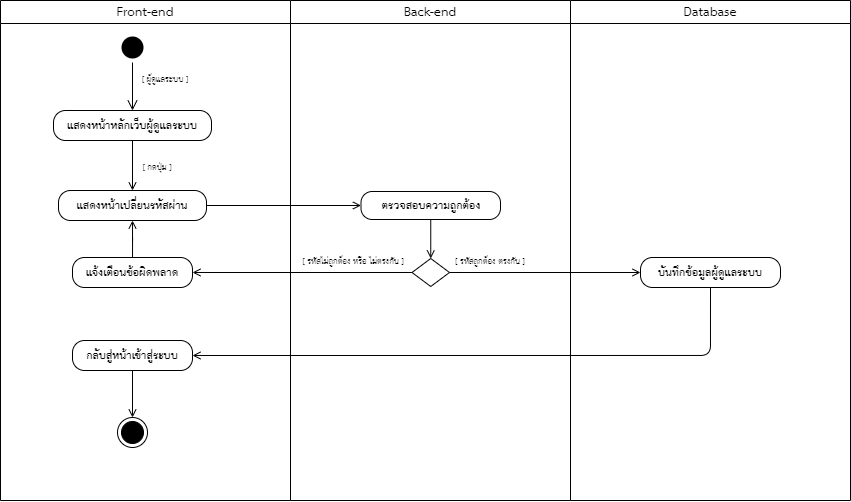 Front-end
Back-end
Database
[ ผู้ดูแลระบบ ]
แสดงหน้าหลักเว็บผู้ดูแลระบบ
[ กดปุ่ม ]
แสดงหน้าเปลี่ยนรหัสผ่าน
ตรวจสอบความถูกต้อง
[ รหัสไม่ถูกต้อง หรือ ไม่ตรงกัน ]
[ รหัสถูกต้อง ตรงกัน ]
แจ้งเตือนข้อผิดพลาด
บันทึกข้อมูลผู้ดูแลระบบ
กลับสู่หน้าเข้าสู่ระบบ